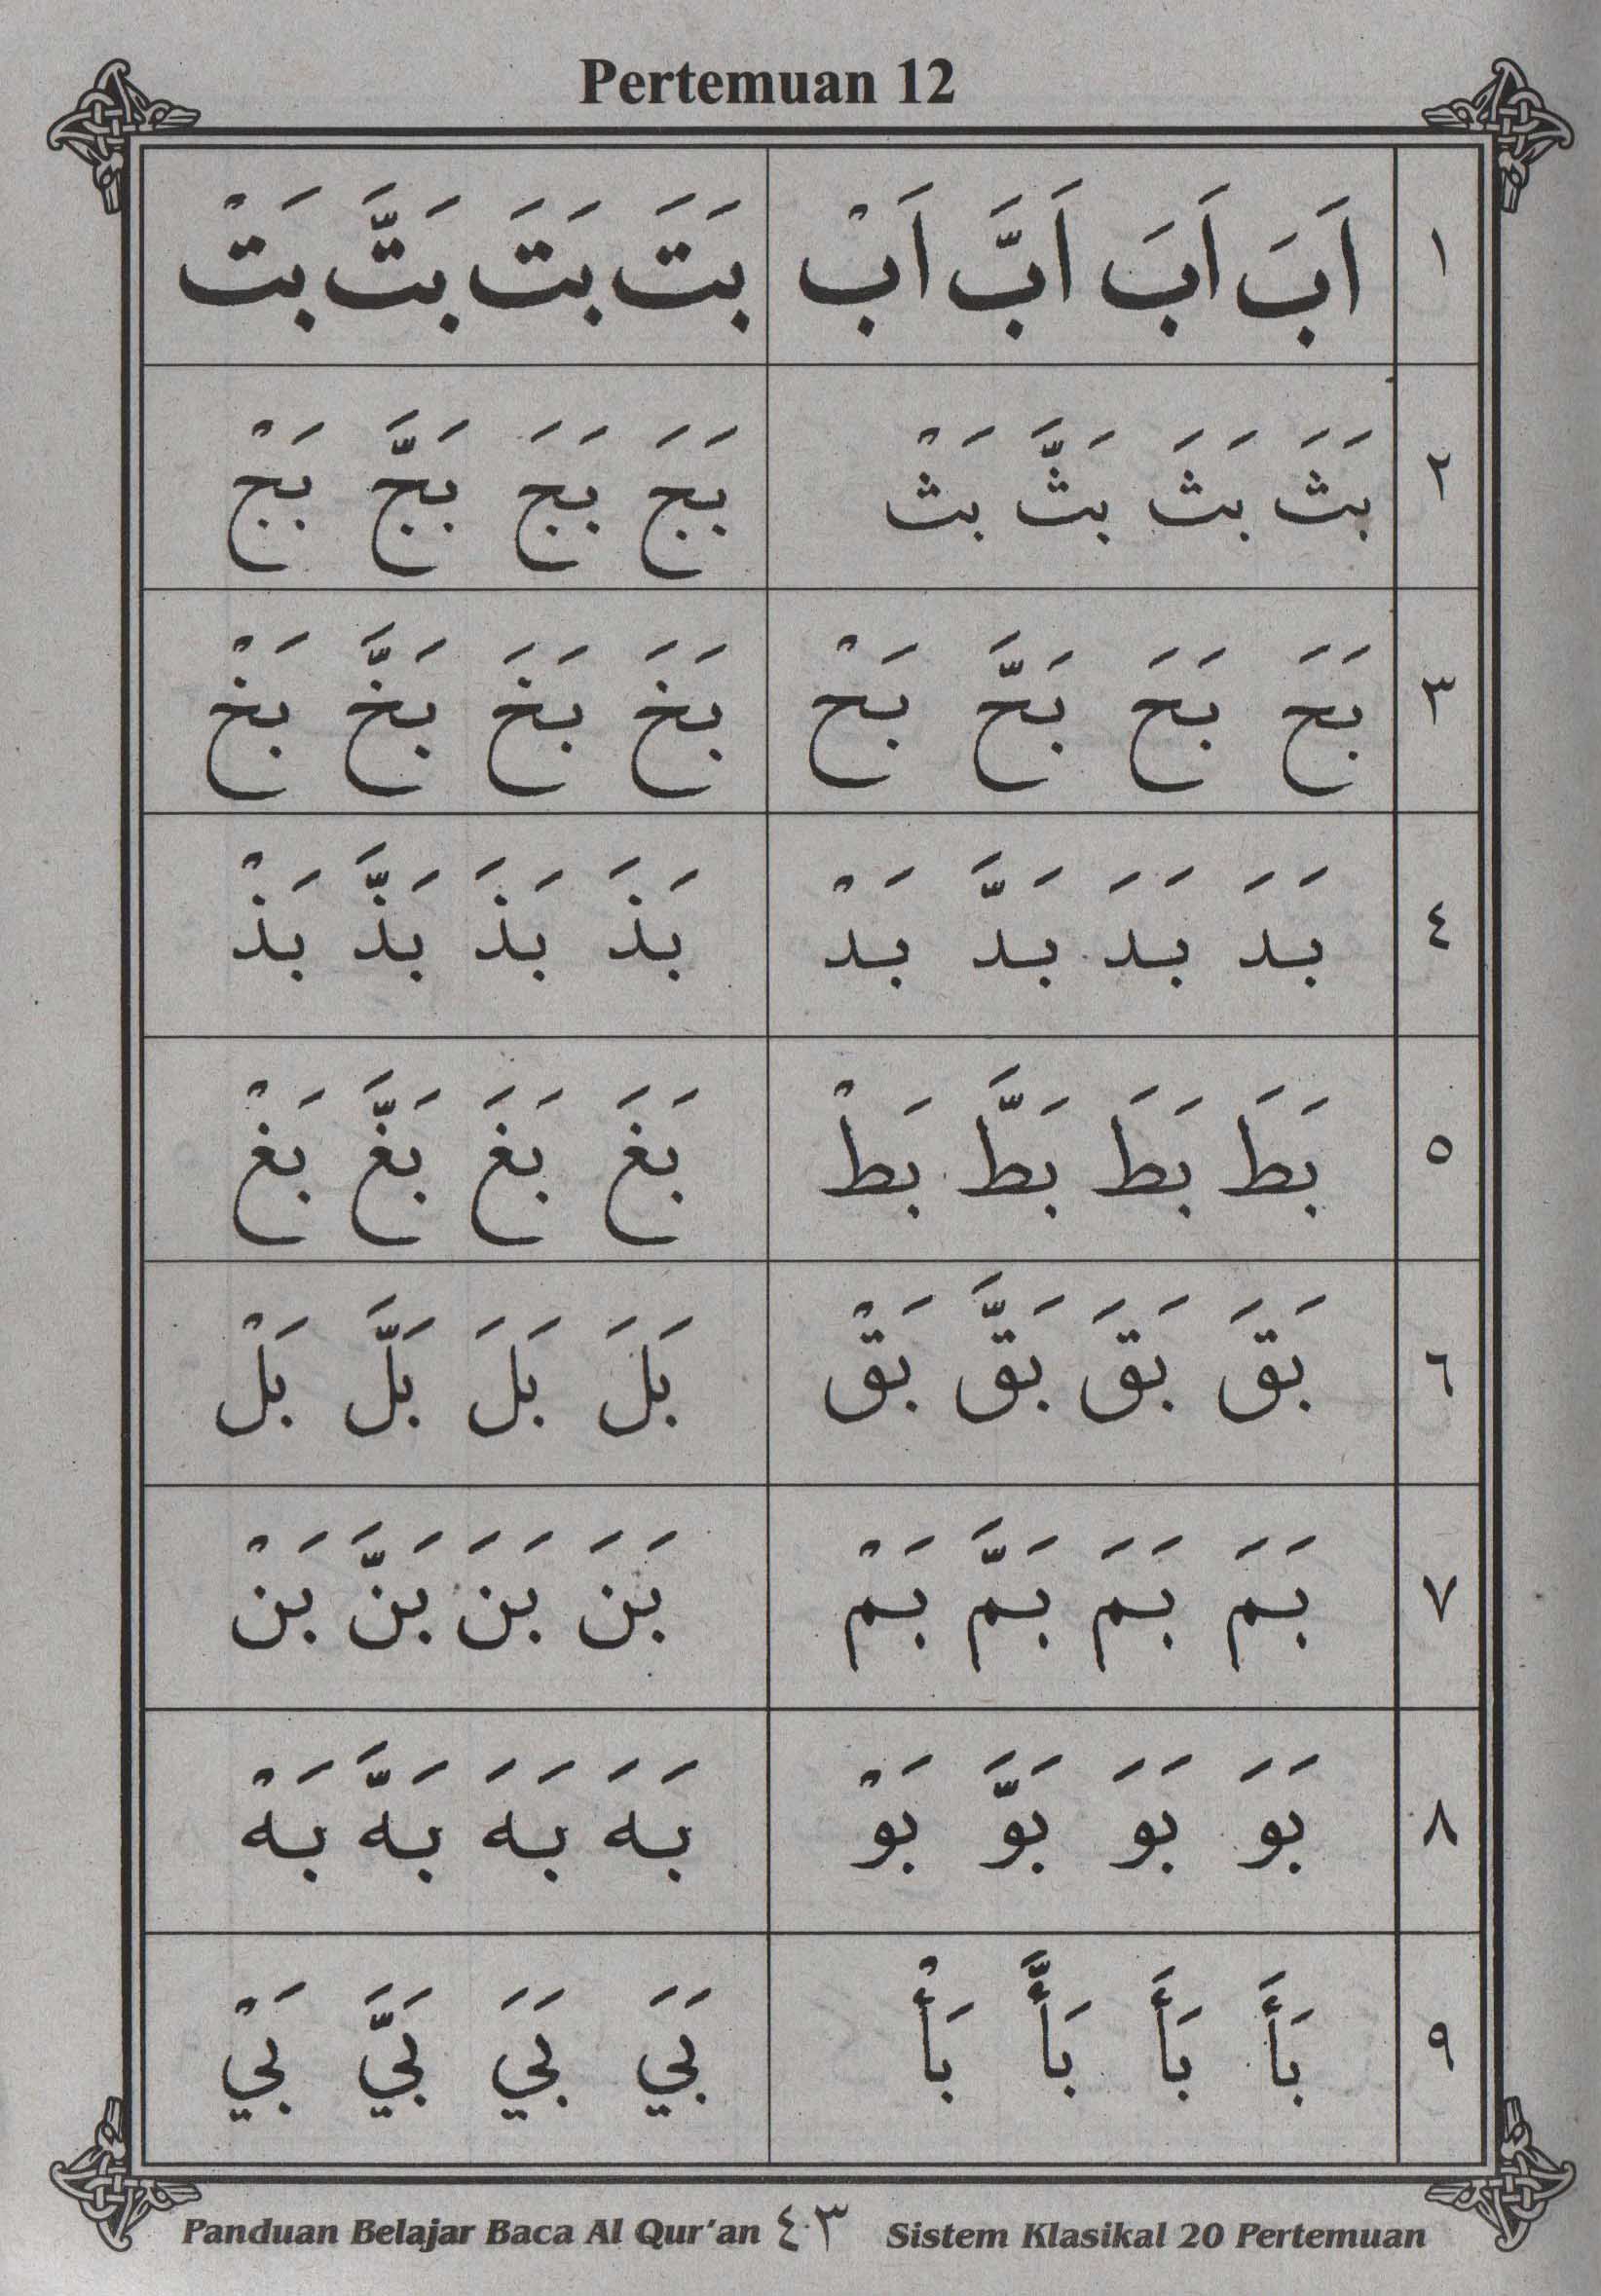 Pertemuan 12
١ اَبَ اَبَ اَبَّ اَبْ بَتَ بَتَ بَتَّ بَتْ
٢ بَثَ بَثَ بَثَّ بَثْ بَجَ بَجَ بَجَّ بَجْ
٣ بَحَ بَحَ بَحَّ بَحْ بَخَ بَخَ بَخَّ بَخْ
٤ بَدَ بَدَ بَدَّ بَدْ بَذَ بَذَ بَذَّ بَذْ
٥ بَطَ بَطَ بَطَّ بَطْ بَغَ بَغَ بَغَّ بَغْ
٦ بَقَ بَقَ بَقَّ بَقْ بَلَ بَلَ بَلَّ بَلْ
٧ بَمَ بَمَ بَمَّ بَمْ بَنَ بَنَ بَنَّ بَنْ
٨ بَوَ بَوَ بَوَّ بَوْ بَهَ بَهَ بَهَّ بَهْ
٩ بَأَ بَأَ بَأَّ بَأْ بَيَ بَيَ بَيَّ بَيْ
Panduan Belajar Baca Al Qur'an ٤٣ Sistem Klasikal 20 Pertemuan